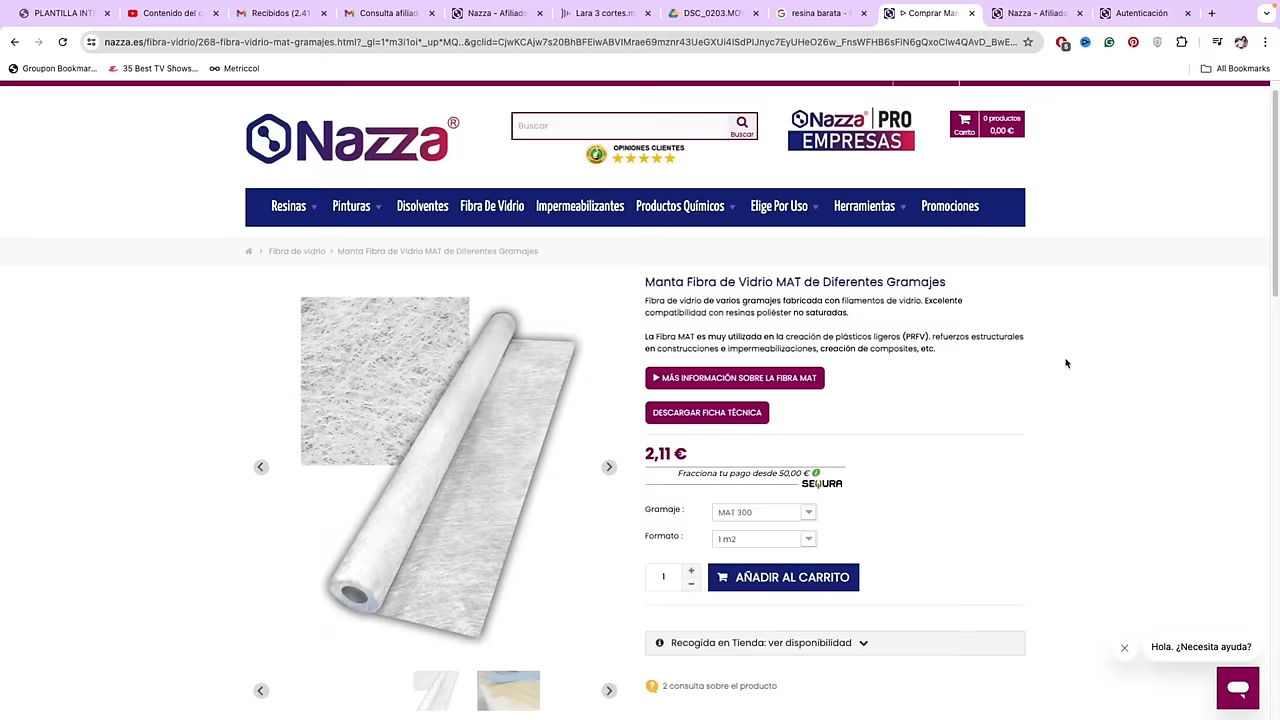 PLANTILLA INTI
Contenido del c
Recibidos (2.41
Consulta afiliad
Nazza - Afiliado
Lara 3 cortes.m
DSC_0203.MOV
resina barata -
▷ Comprar Man
Nazza - Afiliado
Autenticación
nazza.es/fibra-vidrio/268-fibra-vidrio-mat-gramajes.html?_gl=1*m3l1oi*_up*MQ..&gclid=CjwKCAjw7s20BhBFEiwABVIMrae69mznr43UeGXUi4ISdPIJnyc7EyUHeO26w_FnsWFHB6sFiN6gQxoClw4QAvD_BwE...
Groupon Bookmar...
35 Best TV Shows...
Metriccol
All Bookmarks
Nazza®
Buscar
Buscar
OPINIONES CLIENTES
Nazza® PRO
EMPRESAS
Carrito
0 productos
0,00 €
Resinas
Pinturas
Disolventes
Fibra De Vidrio
Impermeabilizantes
Productos Químicos
Elige Por Uso
Herramientas
Promociones
> Fibra de vidrio > Manta Fibra de Vidrio MAT de Diferentes Gramajes
Manta Fibra de Vidrio MAT de Diferentes Gramajes
Fibra de vidrio de varios gramajes fabricada con filamentos de vidrio. Excelente
compatibilidad con resinas poliéster no saturadas.
La Fibra MAT es muy utilizada en la creación de plásticos ligeros (PRFV), refuerzos estructurales
en construcciones e impermeabilizaciones, creación de composites, etc.
MÁS INFORMACIÓN SOBRE LA FIBRA MAT
DESCARGAR FICHA TÉCNICA
2,11 €
Fracciona tu pago desde 50,00 €
SEQURA
Gramaje :
MAT 300
Formato :
1 m2
1
+
−
AÑADIR AL CARRITO
Recogida en Tienda: ver disponibilidad
Hola. ¿Necesita ayuda?
2 consulta sobre el producto